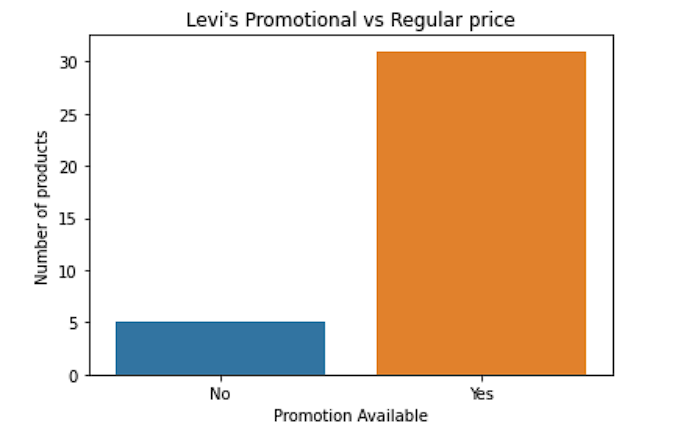 Levi's Promotional vs Regular price
Number of products
30
25
20
15
10
5
0
No Yes
Promotion Available